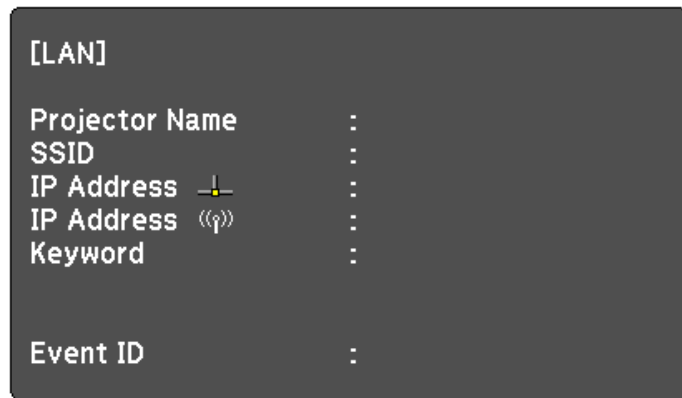 [LAN]
Projector Name :
SSID :
IP Address :
IP Address :
Keyword :
Event ID :